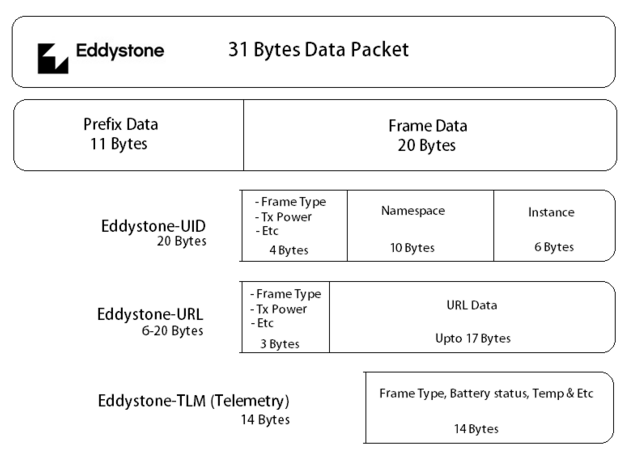 Eddystone 31 Bytes Data Packet
Prefix Data
11 Bytes
Frame Data
20 Bytes
Eddystone-UID
20 Bytes
- Frame Type
- Tx Power
- Etc
4 Bytes
Namespace
10 Bytes
Instance
6 Bytes
Eddystone-URL
6-20 Bytes
- Frame Type
- Tx Power
- Etc
3 Bytes
URL Data
Upto 17 Bytes
Eddystone-TLM (Telemetry)
14 Bytes
Frame Type, Battery status, Temp & Etc
14 Bytes